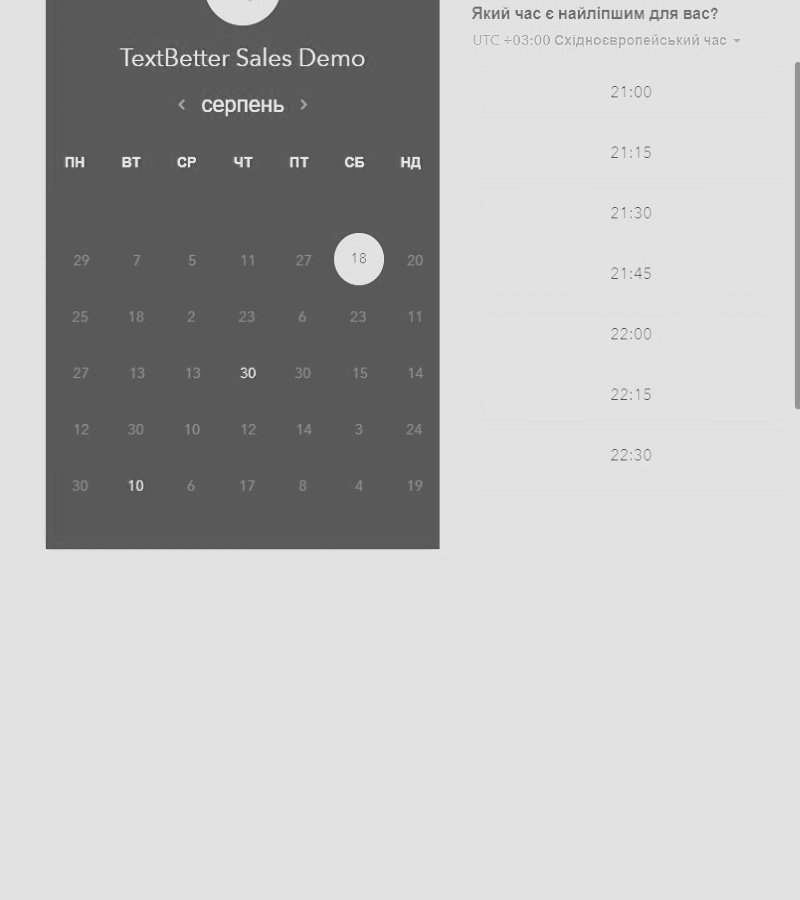 TextBetter Sales Demo
серпень
ПН ВТ СР ЧТ ПТ СБ НД
29 7 5 11 27 18 20
25 18 2 23 6 23 11
27 13 13 30 30 15 14
12 30 10 12 14 3 24
30 10 6 17 8 4 19
Який час є найліпшим для вас?
UTC +03:00 Східноєвропейський час
21:00
21:15
21:30
21:45
22:00
22:15
22:30